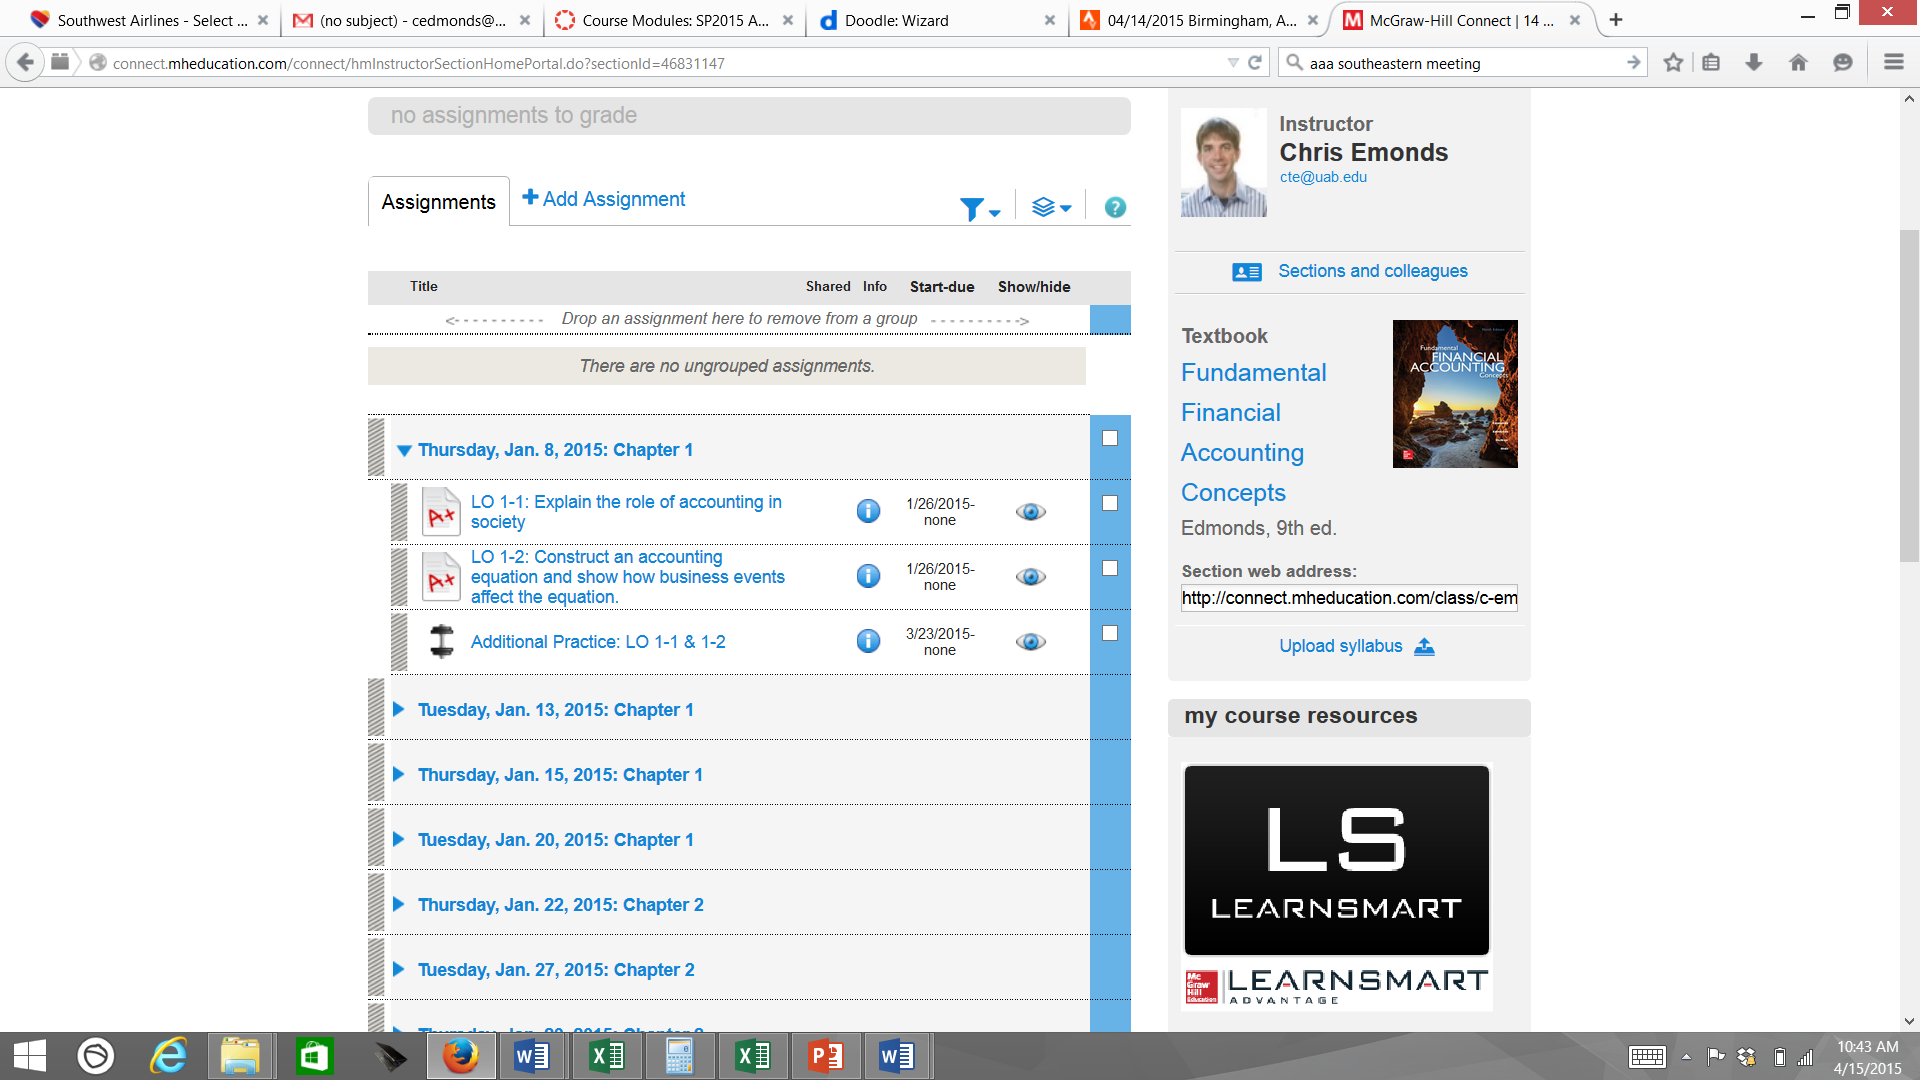 Southwest Airlines - Select ...
(no subject) - cedmonds@...
Course Modules: SP2015 A...
Doodle: Wizard
04/14/2015 Birmingham, A...
McGraw-Hill Connect | 14 ...
connect.mheducation.com/connect/hmInstructorSectionHomePortal.do?sectionId=46831147
aaa southeastern meeting
no assignments to grade
Assignments
Add Assignment
Title Shared Info Start-due Show/hide
<---------- Drop an assignment here to remove from a group ---------->
There are no ungrouped assignments.
Thursday, Jan. 8, 2015: Chapter 1
LO 1-1: Explain the role of accounting in
society
1/26/2015-
none
LO 1-2: Construct an accounting
equation and show how business events
affect the equation.
1/26/2015-
none
Additional Practice: LO 1-1 & 1-2
3/23/2015-
none
Tuesday, Jan. 13, 2015: Chapter 1
Thursday, Jan. 15, 2015: Chapter 1
Tuesday, Jan. 20, 2015: Chapter 1
Thursday, Jan. 22, 2015: Chapter 2
Tuesday, Jan. 27, 2015: Chapter 2
Instructor
Chris Emonds
cte@uab.edu
Sections and colleagues
Textbook
Fundamental
Financial
Accounting
Concepts
Edmonds, 9th ed.
Fundamental
FINANCIAL
ACCOUNTING
Concepts
Section web address:
http://connect.mheducation.com/class/c-em
Upload syllabus
my course resources
LS
LEARNSMART
Mc
Graw
Hill
Education
LEARNSMART
ADVANTAGE
10:43 AM
4/15/2015